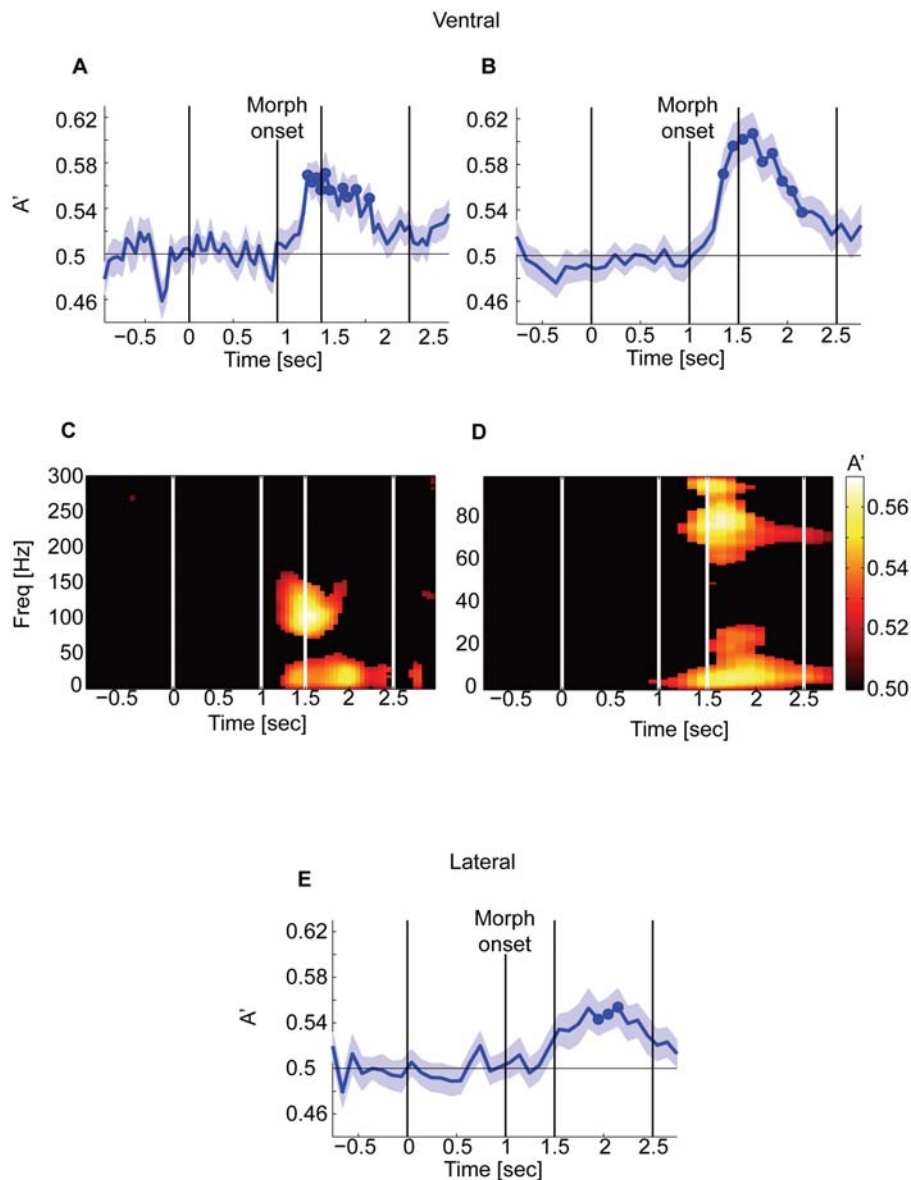 Ventral
A
B
Morph
onset
Morph
onset
0.62
0.58
0.54
0.5
0.46
A'
−0.5 0 0.5 1 1.5 2 2.5
Time [sec]
0.62
0.58
0.54
0.5
0.46
−0.5 0 0.5 1 1.5 2 2.5
Time [sec]
C
300
250
200
150
100
50
0
Freq [Hz]
−0.5 0 0.5 1 1.5 2 2.5
Time [sec]
D
80
60
40
20
0
−0.5 0 0.5 1 1.5 2 2.5
Time [sec]
A'
0.56
0.54
0.52
0.50
Lateral
E
Morph
onset
0.62
0.58
0.54
0.5
0.46
A'
−0.5 0 0.5 1 1.5 2 2.5
Time [sec]